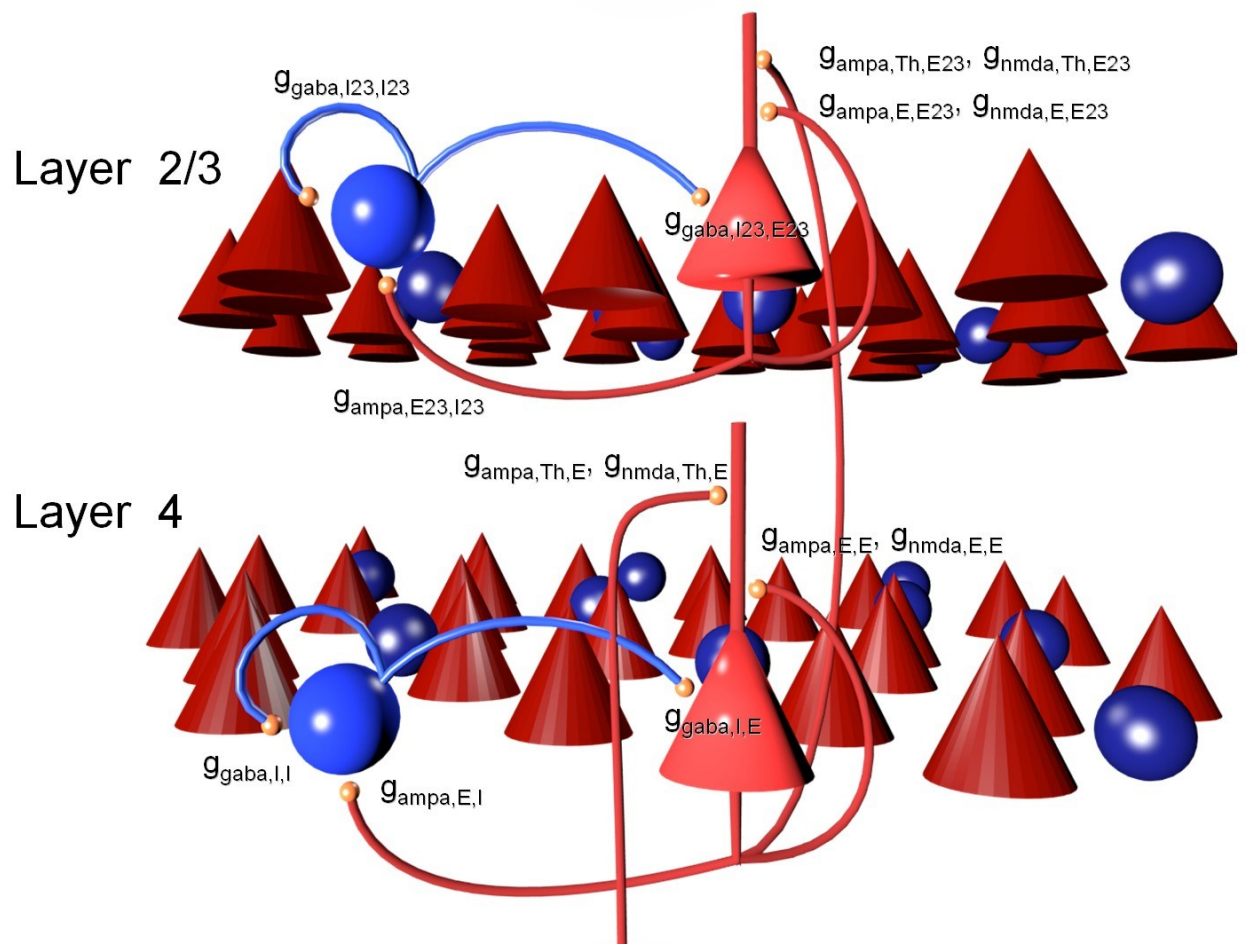 g_gaba,I23,I23
g_ampa,Th,E23, g_nmda,Th,E23
g_ampa,E,E23, g_nmda,E,E23
Layer 2/3
g_gaba,I23,E23
g_ampa,E23,I23
g_ampa,Th,E, g_nmda,Th,E
Layer 4
g_ampa,E,E, g_nmda,E,E
g_gaba,I,E
g_gaba,I,I
g_ampa,E,I